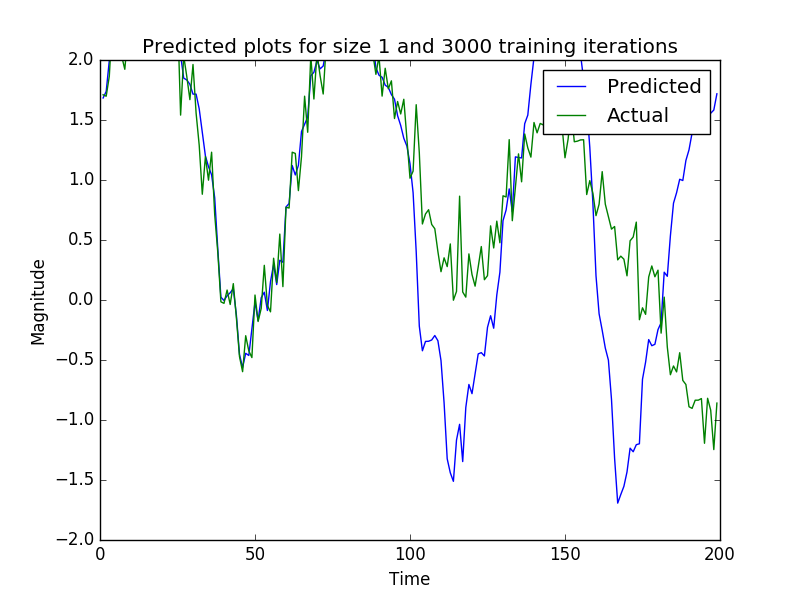 Predicted plots for size 1 and 3000 training iterations
2.0
1.5
1.0
0.5
0.0
−0.5
−1.0
−1.5
−2.0
Magnitude
Predicted
Actual
0 50 100 150 200
Time